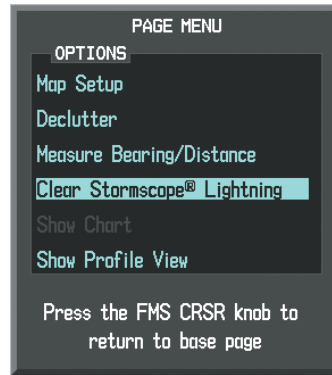 PAGE MENU
OPTIONS
Map Setup
Declutter
Measure Bearing/Distance
Clear Stormscope® Lightning
Show Chart
Show Profile View
Press the FMS CRSR knob to
return to base page